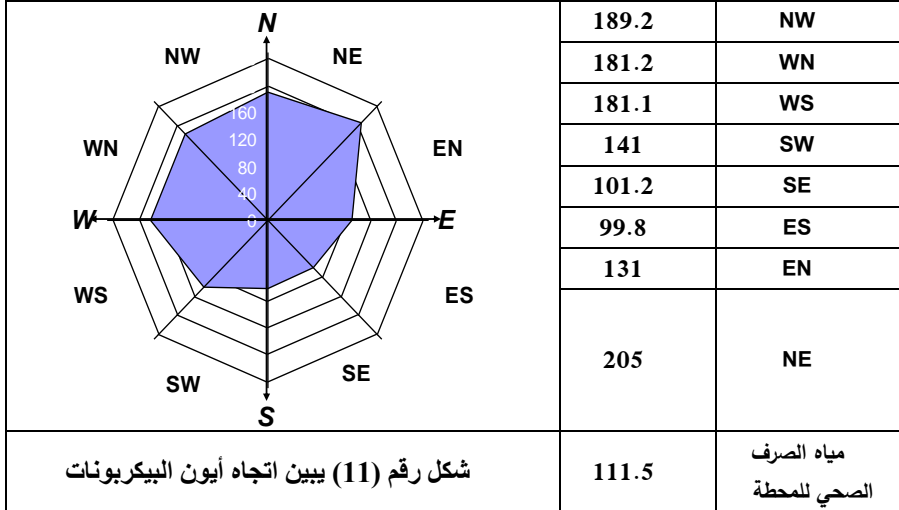 N
NW NE
WN EN
160
120
80
40
0
W E
WS ES
SW SE
S
189.2 NW
181.2 WN
181.1 WS
141 SW
101.2 SE
99.8 ES
131 EN
205 NE
شكل رقم (11) يبين اتجاه أيون البيكربونات
111.5
مياه الصرف
الصحي للمحطة